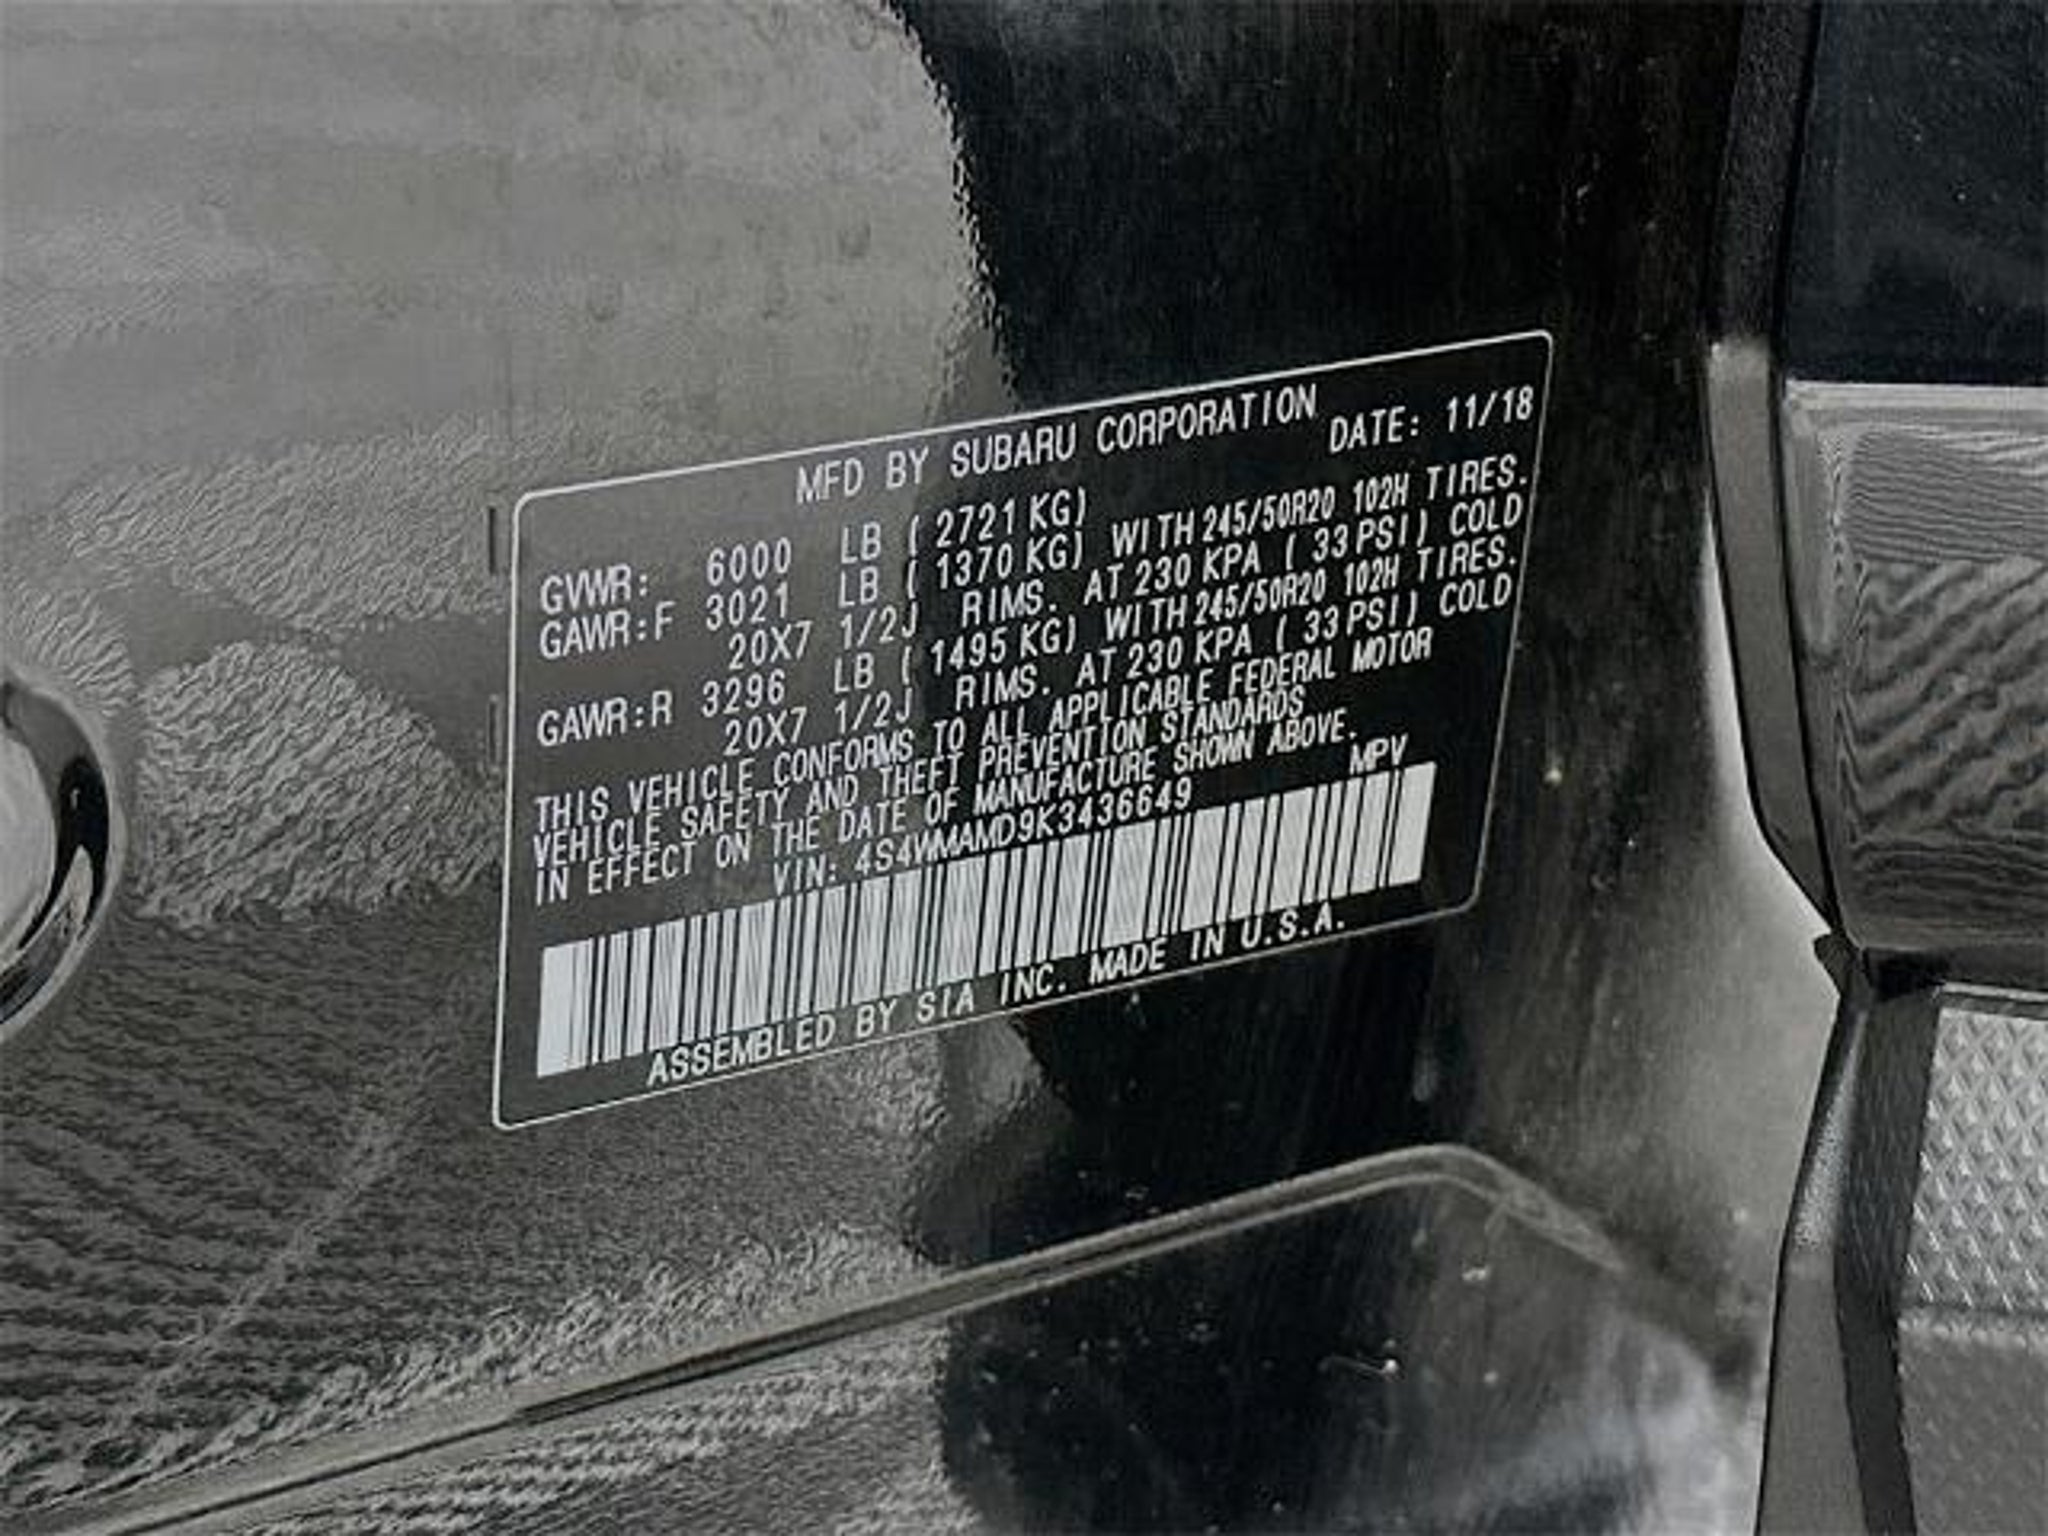 MFD BY SUBARU CORPORATION
DATE: 11/18
GVWR: 6000 LB ( 2721 KG)
GAWR:F 3021 LB ( 1370 KG) WITH 245/50R20 102H TIRES.
20X7 1/2J RIMS. AT 230 KPA ( 33 PSI) COLD
GAWR:R 3296 LB ( 1495 KG) WITH 245/50R20 102H TIRES.
20X7 1/2J RIMS. AT 230 KPA ( 33 PSI) COLD
THIS VEHICLE CONFORMS TO ALL APPLICABLE FEDERAL MOTOR
VEHICLE SAFETY AND THEFT PREVENTION STANDARDS
IN EFFECT ON THE DATE OF MANUFACTURE SHOWN ABOVE.
VIN: 4S4WMAMD9K3436649 MPV
ASSEMBLED BY SIA INC. MADE IN U.S.A.